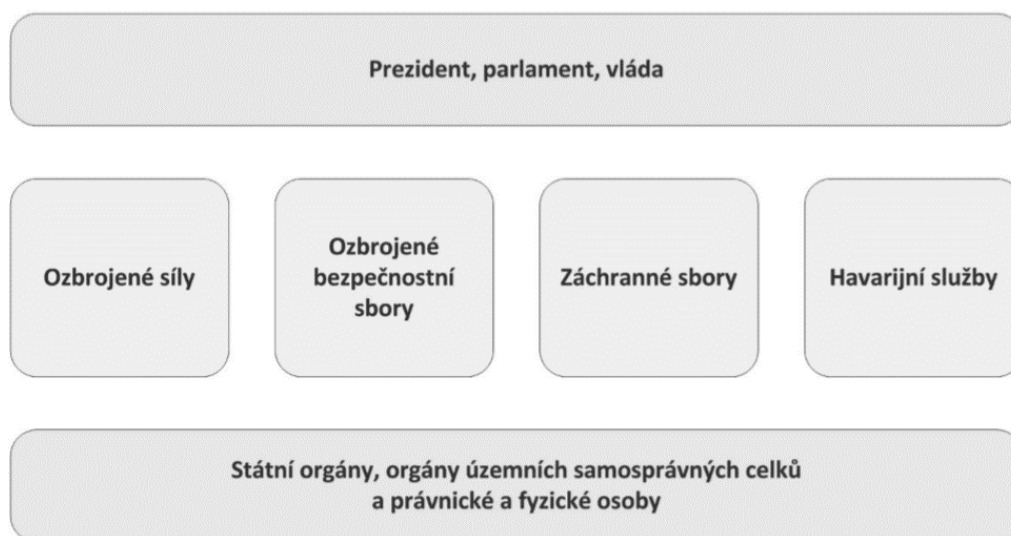 Prezident, parlament, vláda
Ozbrojené síly
Ozbrojené
bezpečnostní
sbory
Záchranné sbory
Havarijní služby
Státní orgány, orgány územních samosprávných celků
a právnické a fyzické osoby